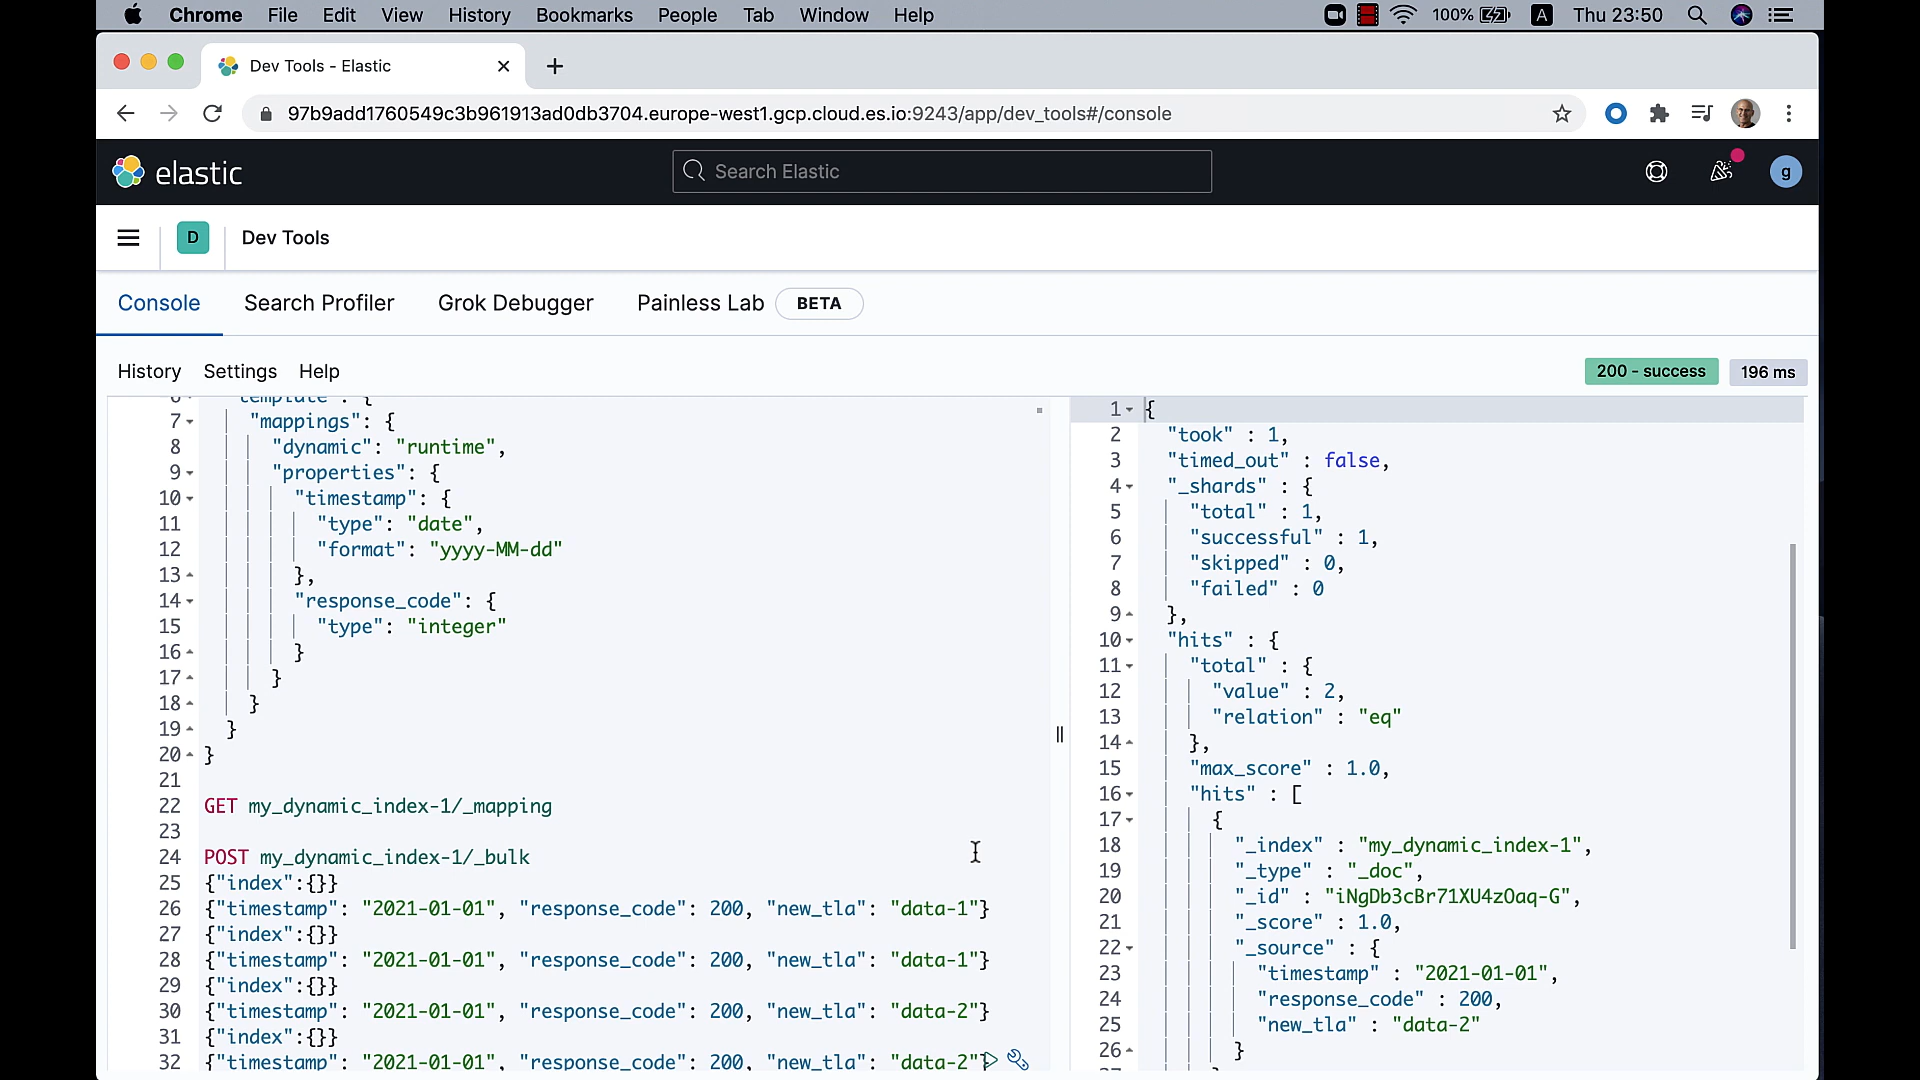 Chrome File Edit View History Bookmarks People Tab Window Help 100% A Thu 23:50
Dev Tools - Elastic
97b9add1760549c3b961913ad0db3704.europe-west1.gcp.cloud.es.io:9243/app/dev_tools#/console
elastic Search Elastic g
D Dev Tools
Console Search Profiler Grok Debugger Painless Lab BETA
History Settings Help 200 - success 196 ms
6 "template": {
7 "mappings": {
8 "dynamic": "runtime",
9 "properties": {
10 "timestamp": {
11 "type": "date",
12 "format": "yyyy-MM-dd"
13 },
14 "response_code": {
15 "type": "integer"
16 }
17 }
18 }
19 }
20 }
21
22 GET my_dynamic_index-1/_mapping
23
24 POST my_dynamic_index-1/_bulk
25 {"index":{}}
26 {"timestamp": "2021-01-01", "response_code": 200, "new_tla": "data-1"}
27 {"index":{}}
28 {"timestamp": "2021-01-01", "response_code": 200, "new_tla": "data-1"}
29 {"index":{}}
30 {"timestamp": "2021-01-01", "response_code": 200, "new_tla": "data-2"}
31 {"index":{}}
32 {"timestamp": "2021-01-01", "response_code": 200, "new_tla": "data-2"}
1 {
2 "took" : 1,
3 "timed_out" : false,
4 "_shards" : {
5 "total" : 1,
6 "successful" : 1,
7 "skipped" : 0,
8 "failed" : 0
9 },
10 "hits" : {
11 "total" : {
12 "value" : 2,
13 "relation" : "eq"
14 },
15 "max_score" : 1.0,
16 "hits" : [
17 {
18 "_index" : "my_dynamic_index-1",
19 "_type" : "_doc",
20 "_id" : "iNgDb3cBr71XU4zOaq-G",
21 "_score" : 1.0,
22 "_source" : {
23 "timestamp" : "2021-01-01",
24 "response_code" : 200,
25 "new_tla" : "data-2"
26 }